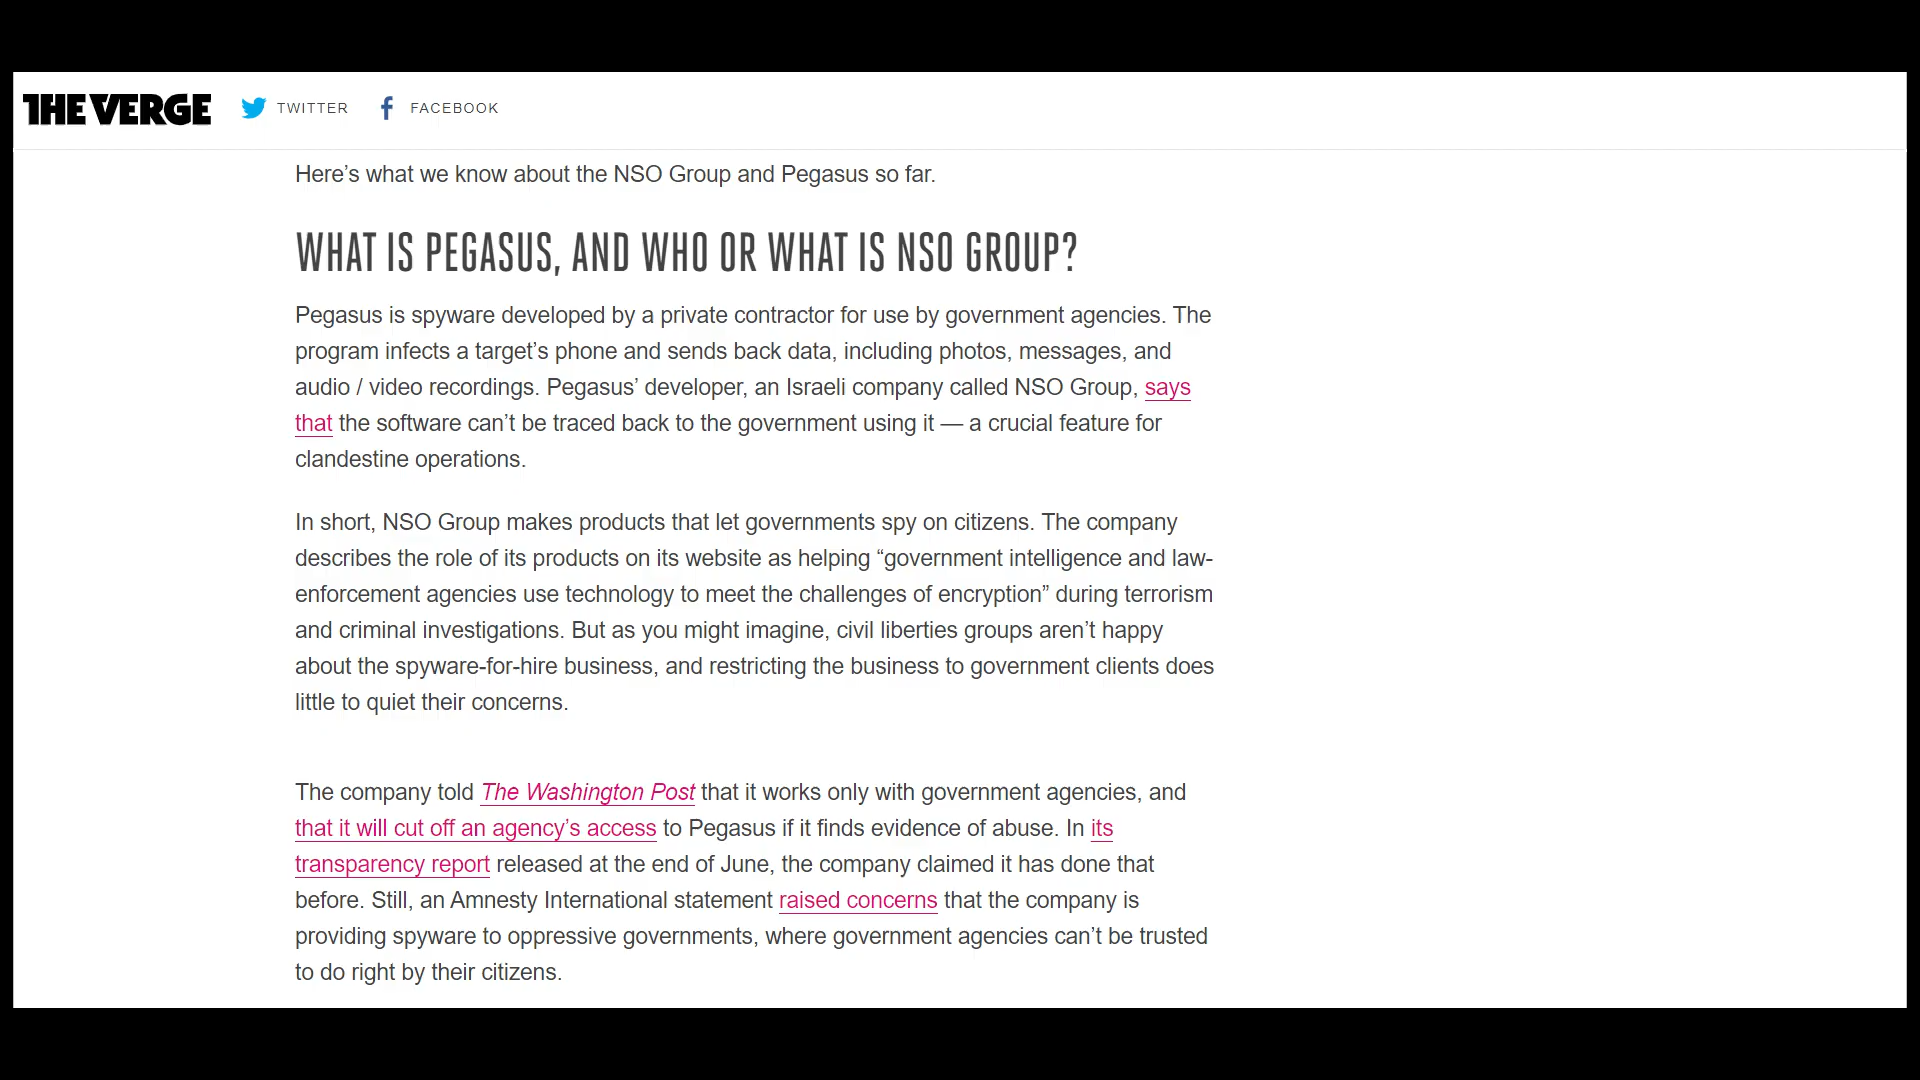 THE VERGE TWITTER FACEBOOK
Here’s what we know about the NSO Group and Pegasus so far.
WHAT IS PEGASUS, AND WHO OR WHAT IS NSO GROUP?
Pegasus is spyware developed by a private contractor for use by government agencies. The
program infects a target’s phone and sends back data, including photos, messages, and
audio / video recordings. Pegasus’ developer, an Israeli company called NSO Group, says
that the software can’t be traced back to the government using it — a crucial feature for
clandestine operations.
In short, NSO Group makes products that let governments spy on citizens. The company
describes the role of its products on its website as helping “government intelligence and law-
enforcement agencies use technology to meet the challenges of encryption” during terrorism
and criminal investigations. But as you might imagine, civil liberties groups aren’t happy
about the spyware-for-hire business, and restricting the business to government clients does
little to quiet their concerns.
The company told The Washington Post that it works only with government agencies, and
that it will cut off an agency’s access to Pegasus if it finds evidence of abuse. In its
transparency report released at the end of June, the company claimed it has done that
before. Still, an Amnesty International statement raised concerns that the company is
providing spyware to oppressive governments, where government agencies can’t be trusted
to do right by their citizens.